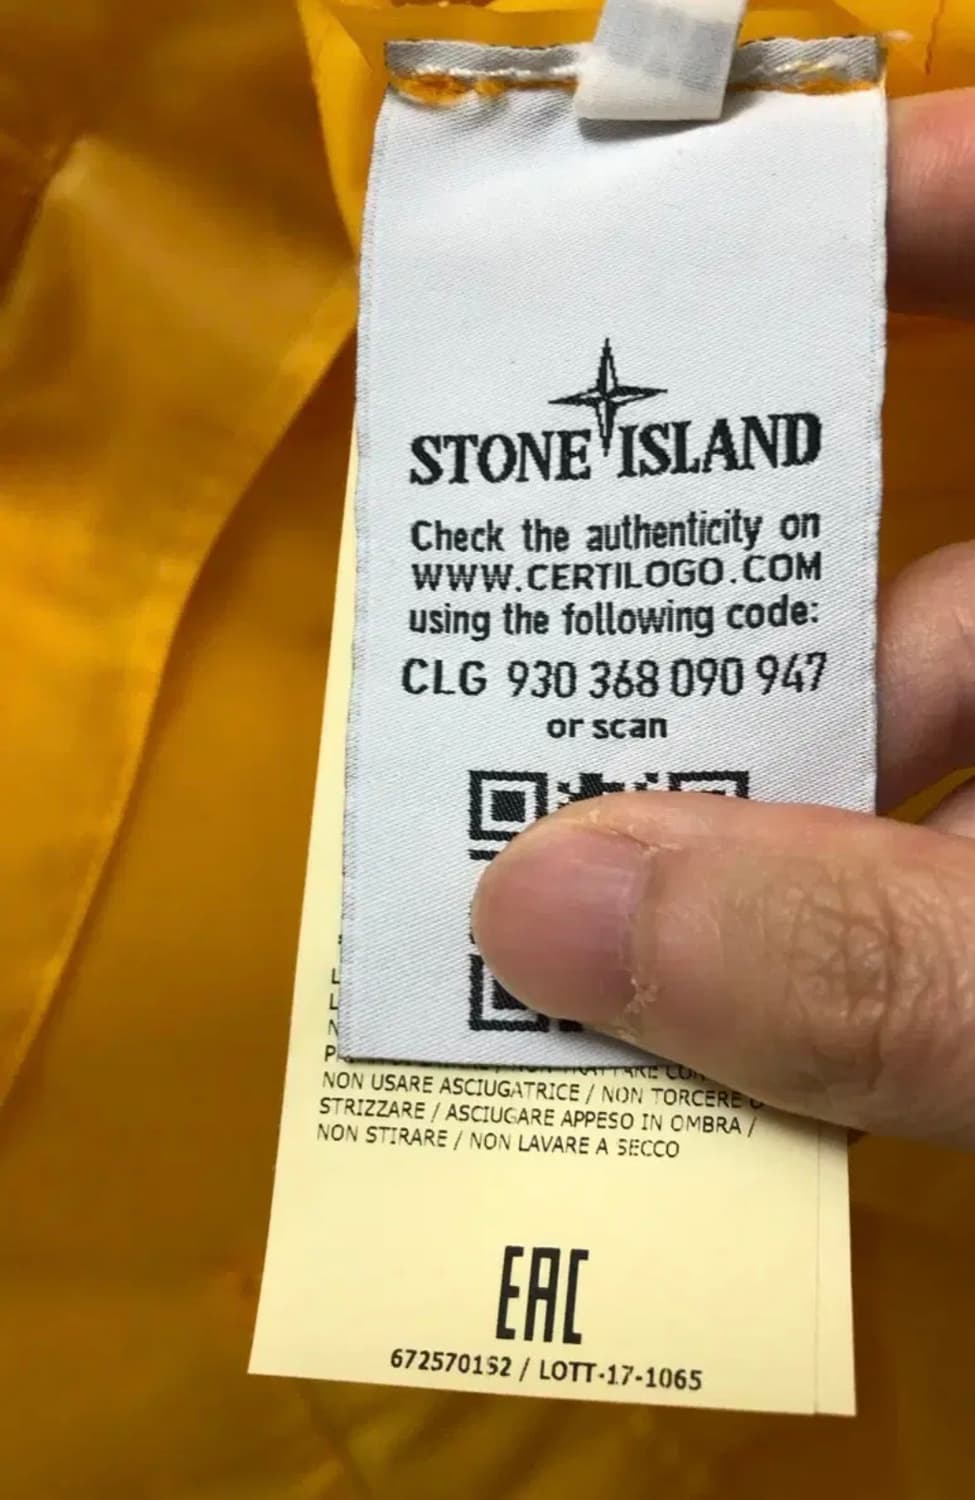 STONE ISLAND
Check the authenticity on
WWW.CERTILOGO.COM
using the following code:
CLG 930 368 090 947
or scan
NON USARE ASCIUGATRICE / NON TORCERE O
STRIZZARE / ASCIUGARE APPESO IN OMBRA /
NON STIRARE / NON LAVARE A SECCO
EAC
6725701S2 / LOTT-17-1065